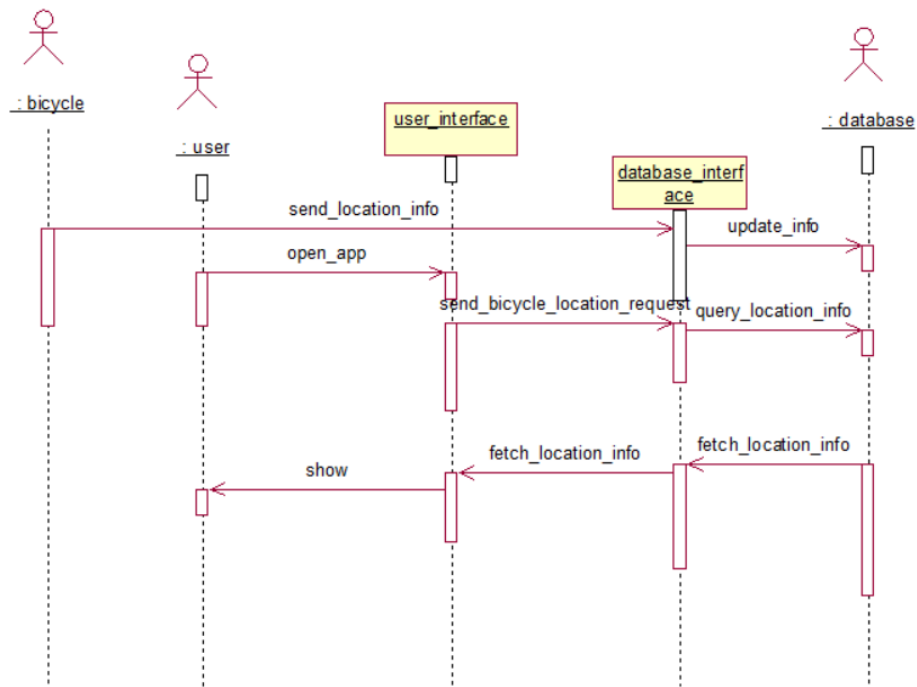 : bicycle
: user
user_interface
database_interf
ace
: database
send_location_info
update_info
open_app
send_bicycle_location_request
query_location_info
fetch_location_info
fetch_location_info
show